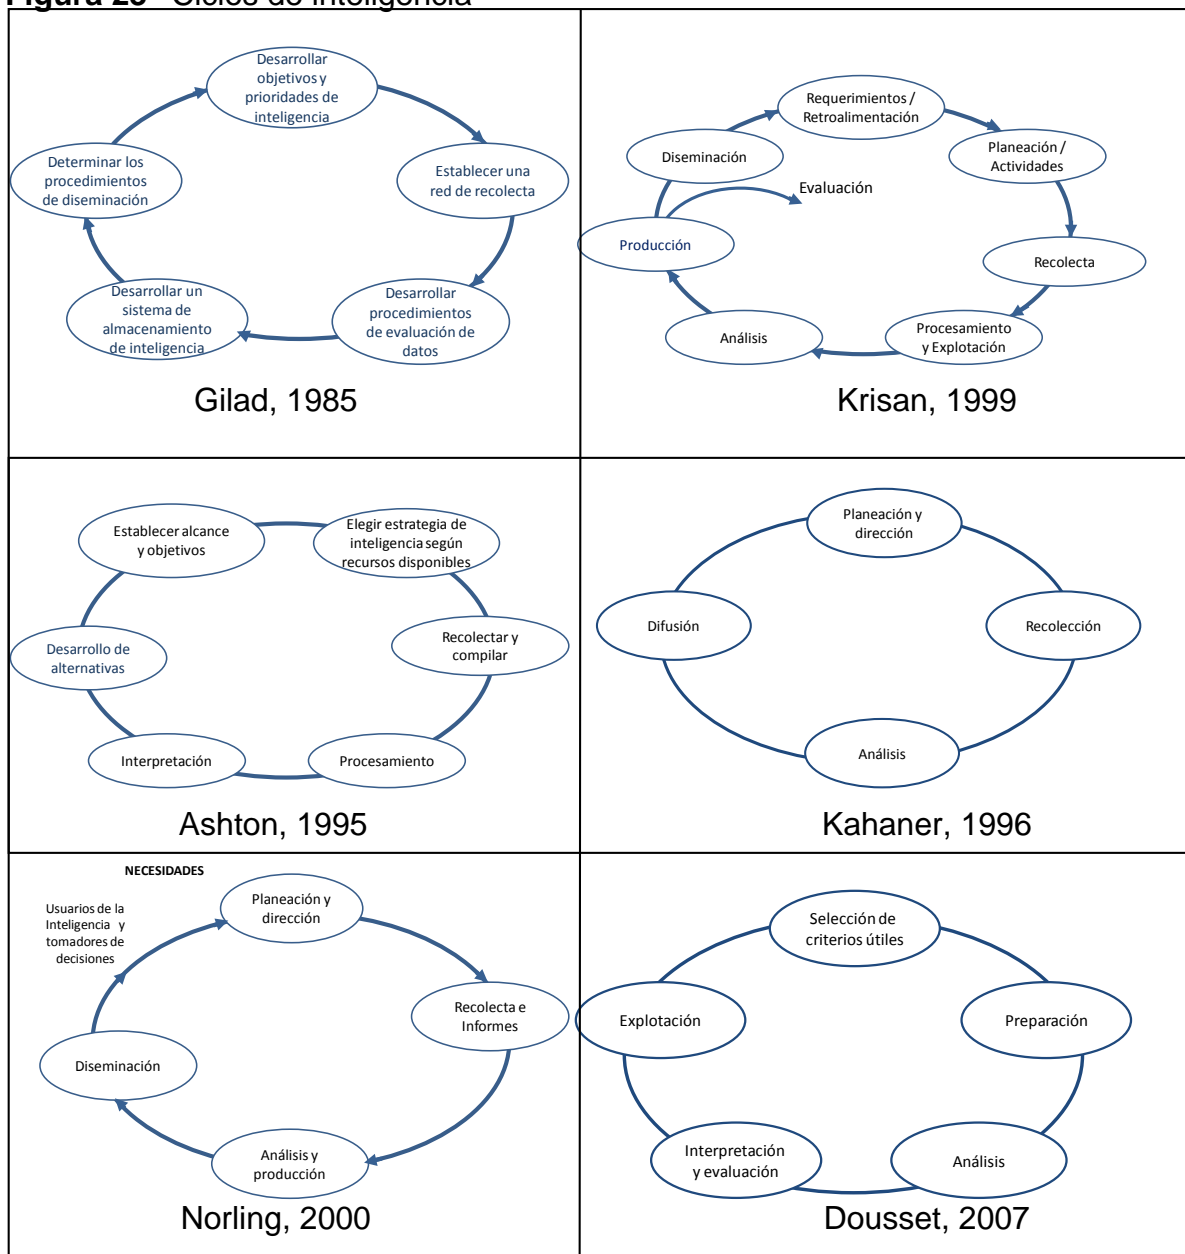 Figura 23 Ciclos de inteligencia
Desarrollar
objetivos y
prioridades de
inteligencia
Establecer una
red de recolecta
Desarrollar
procedimientos
de evaluación de
datos
Desarrollar un
sistema de
almacenamiento
de inteligencia
Determinar los
procedimientos
de diseminación
Gilad, 1985
Requerimientos /
Retroalimentación
Planeación /
Actividades
Recolecta
Procesamiento
y Explotación
Análisis
Producción
Diseminación
Evaluación
Krisan, 1999
Establecer alcance
y objetivos
Elegir estrategia de
inteligencia según
recursos disponibles
Recolectar y
compilar
Procesamiento
Interpretación
Desarrollo de
alternativas
Ashton, 1995
Planeación y
dirección
Recolección
Análisis
Difusión
Kahaner, 1996
NECESIDADES
Usuarios de la
Inteligencia y
tomadores de
decisiones
Planeación y
dirección
Recolecta e
Informes
Análisis y
producción
Diseminación
Norling, 2000
Selección de
criterios útiles
Preparación
Análisis
Interpretación
y evaluación
Explotación
Dousset, 2007